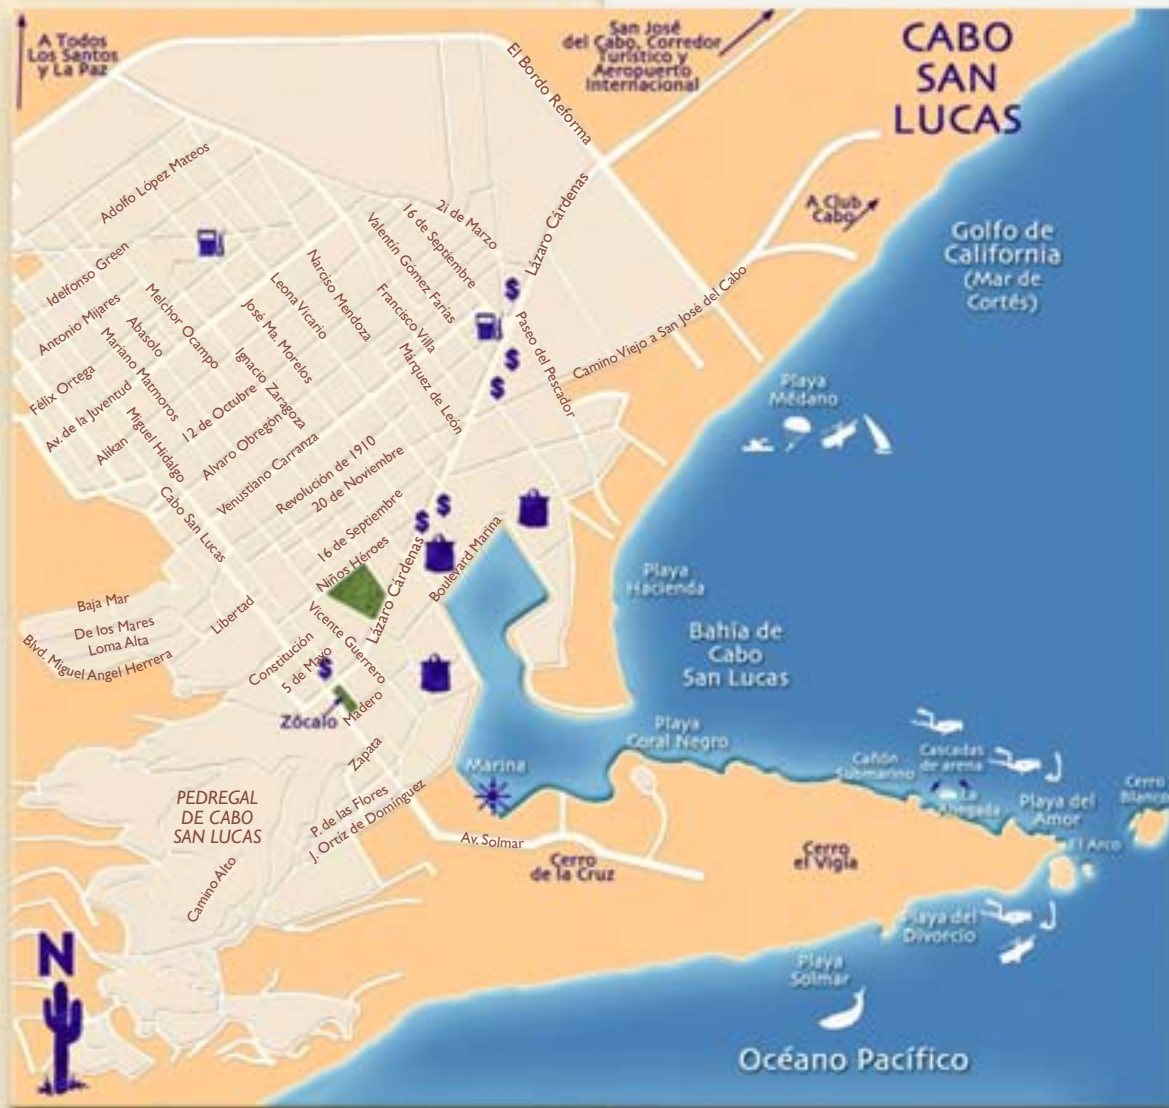 A Todos
Los Santos
y La Paz
San José
del Cabo, Corredor
Turístico y
Aeropuerto
Internacional
CABO
SAN
LUCAS
El Bordo Reforma
Adolfo López Mateos
Lázaro Cárdenas
A Club
Cabo
21 de Marzo
16 de Septiembre
Valentín Gómez Farías
Golfo de
California
(Mar de
Cortés)
Ildefonso Green
Narciso Mendoza
Leona Vicario
Francisco Villa
Melchor Ocampo
José Ma. Morelos
Antonio Mijares
Abasolo
Mariano Matmoros
Paseo del Pescador
Camino Viejo a San José del Cabo
Márquez de León
Ignacio Zaragoza
Félix Ortega
Av. de la Juventud
12 de Octubre
Playa
Médano
Miguel Hidalgo
Alikan
Alvaro Obregón
Venustiano Carranza
Revolución de 1910
20 de Noviembre
Cabo San Lucas
16 de Septiembre
Niños Héroes
Lázaro Cárdenas
Boulevard Marina
Playa
Hacienda
Baja Mar
De los Mares
Loma Alta
Blvd. Miguel Angel Herrera
Libertad
Vicente Guerrero
Constitución
5 de Mayo
Bahía de
Cabo
San Lucas
Zócalo
Madero
Zapata
Playa
Coral Negro
Marina
Cañón
Submarino
Cascadas
de arena
Playa del
Amor
Cerro
Blanco
El Arco
PEDREGAL
DE CABO
SAN LUCAS
P. de las Flores
J. Ortiz de Domínguez
Av. Solmar
Cerro
de la Cruz
Cerro
el Vigía
Camino Alto
Playa del
Divorcio
Playa
Solmar
N
Océano Pacífico